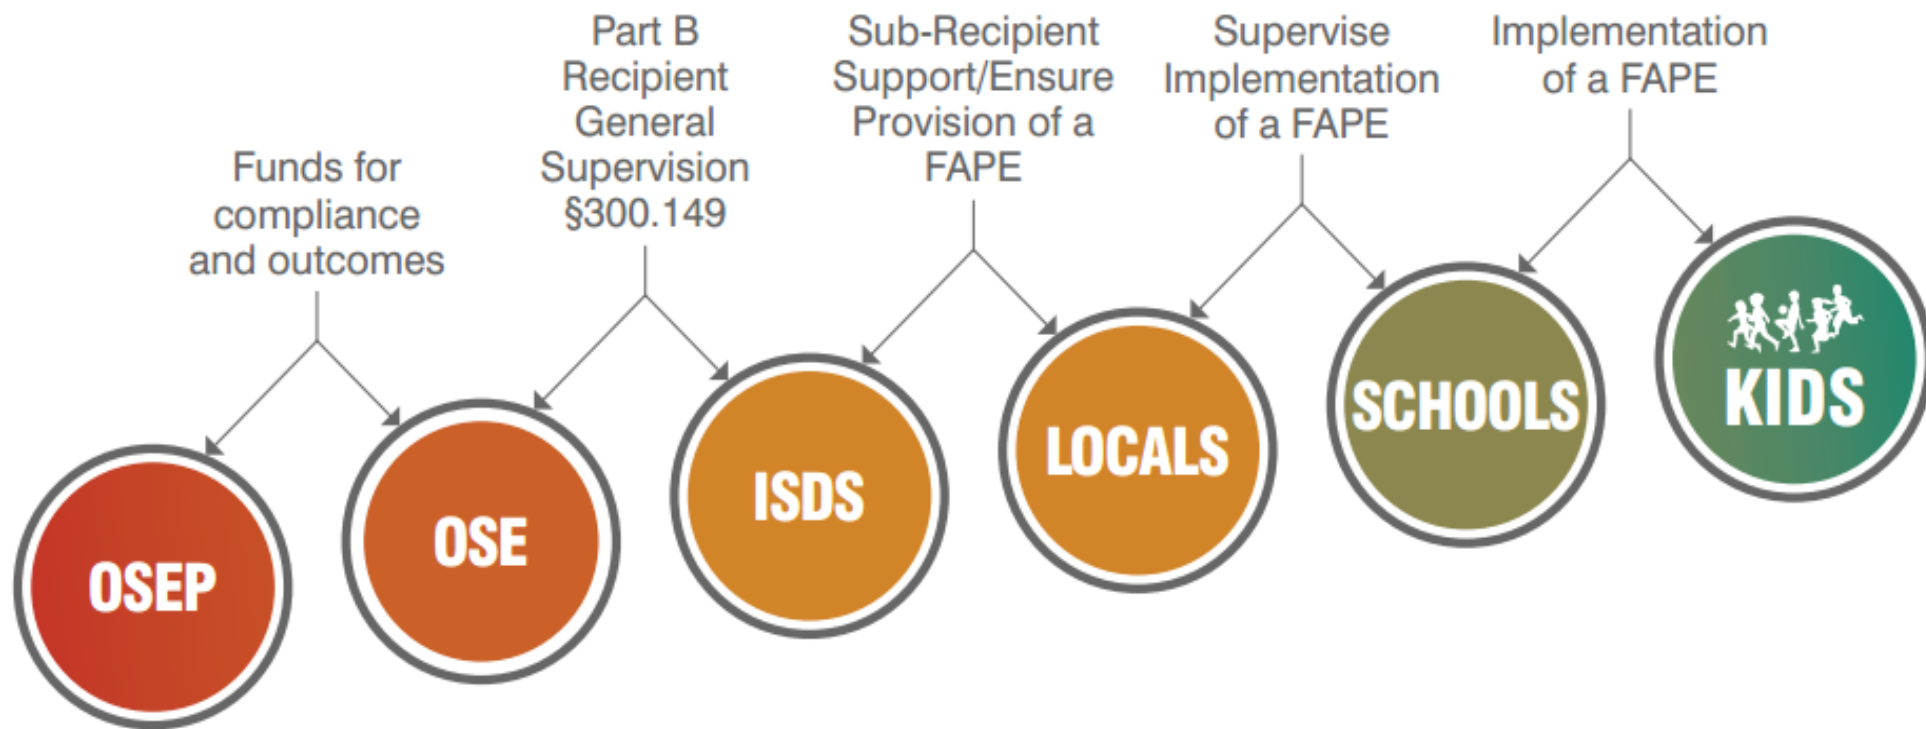 Funds for
compliance
and outcomes
Part B
Recipient
General
Supervision
§300.149
Sub-Recipient
Support/Ensure
Provision of a
FAPE
Supervise
Implementation
of a FAPE
Implementation
of a FAPE
OSEP
OSE
ISDS
LOCALS
SCHOOLS
KIDS